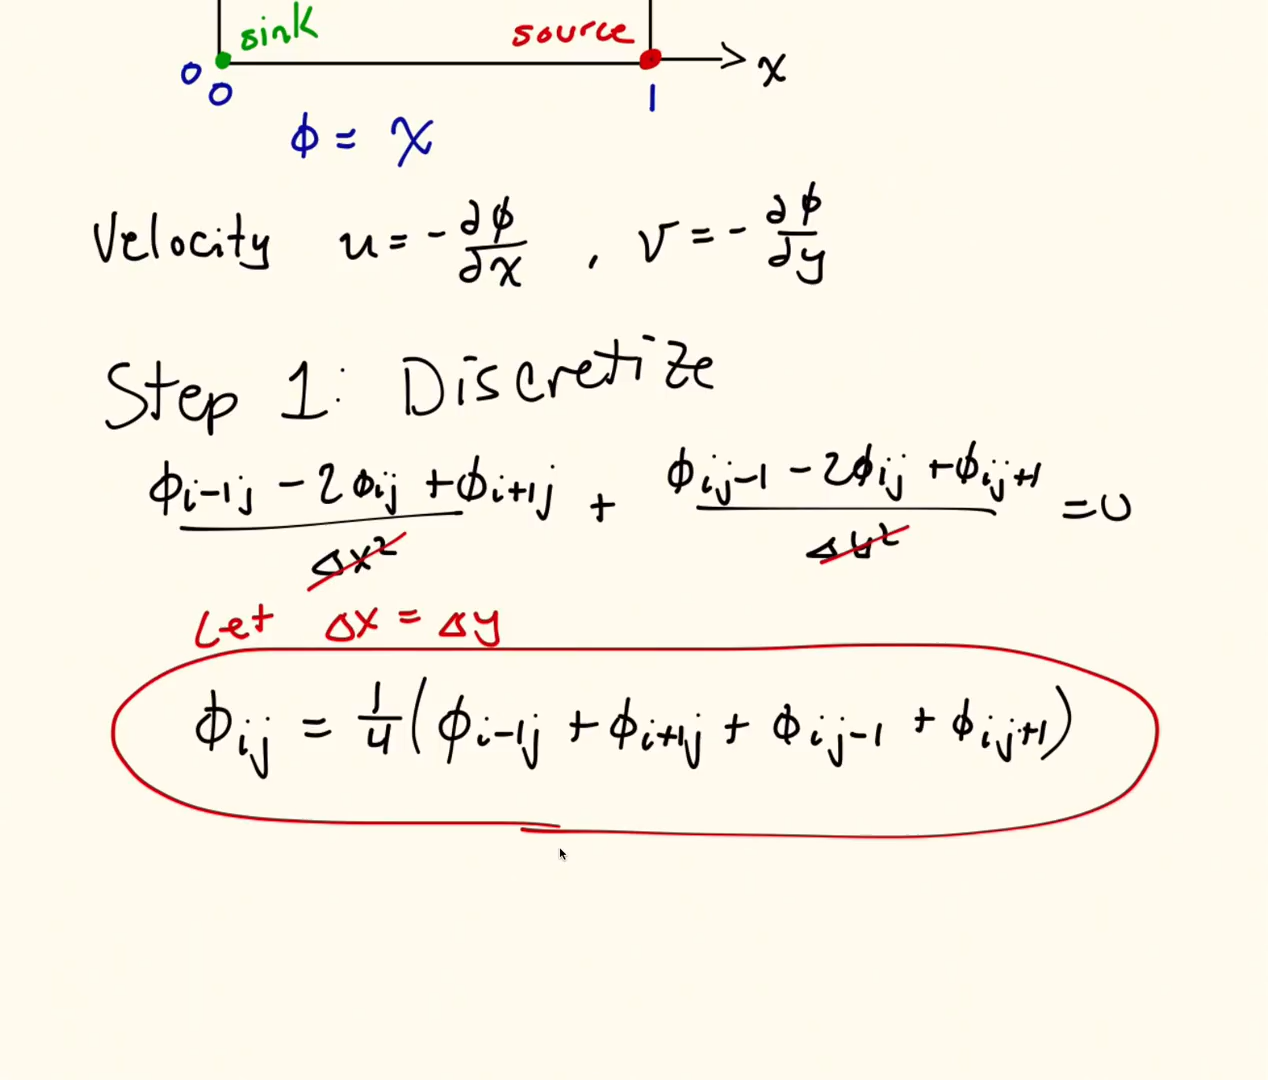 sink source
0 x
0 1
ϕ = x
Velocity u = -∂ϕ/∂x , v = -∂ϕ/∂y
Step 1: Discretize
(ϕi-1j - 2ϕij + ϕi+1j)/Δx² + (ϕij-1 - 2ϕij + ϕij+1)/Δy² = 0
Let Δx = Δy
ϕij = 1/4 (ϕi-1j + ϕi+1j + ϕij-1 + ϕij+1)